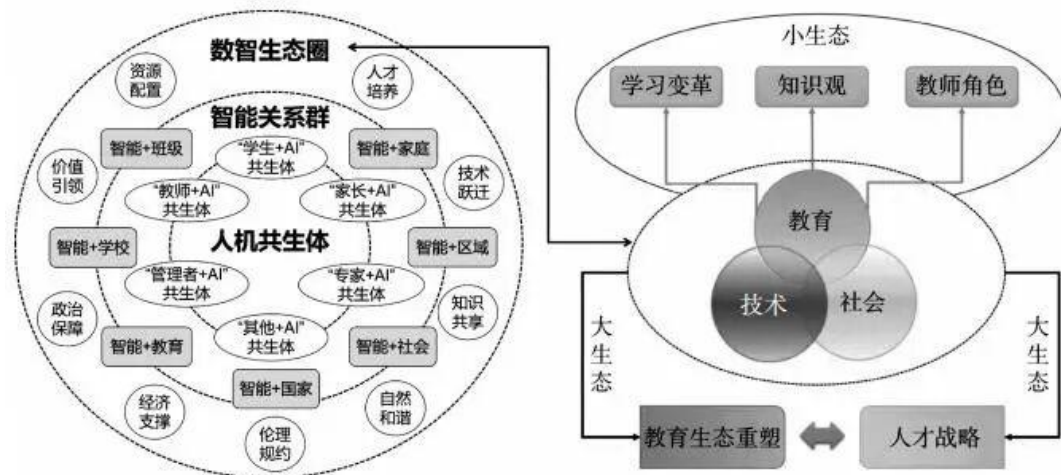 数智生态圈
资源
配置
人才
培养
智能关系群
智能+班级
"学生+AI"
共生体
智能+家庭
价值
引领
"教师+AI"
共生体
"家长+AI"
共生体
技术
跃迁
智能+学校
人机共生体
智能+区域
"管理者+AI"
共生体
"专家+AI"
共生体
政治
保障
知识
共享
智能+教育
"其他+AI"
共生体
智能+社会
经济
支撑
智能+国家
自然
和谐
伦理
规约
小生态
学习变革
知识观
教师角色
教育
技术
社会
大生态
大生态
教育生态重塑
人才战略